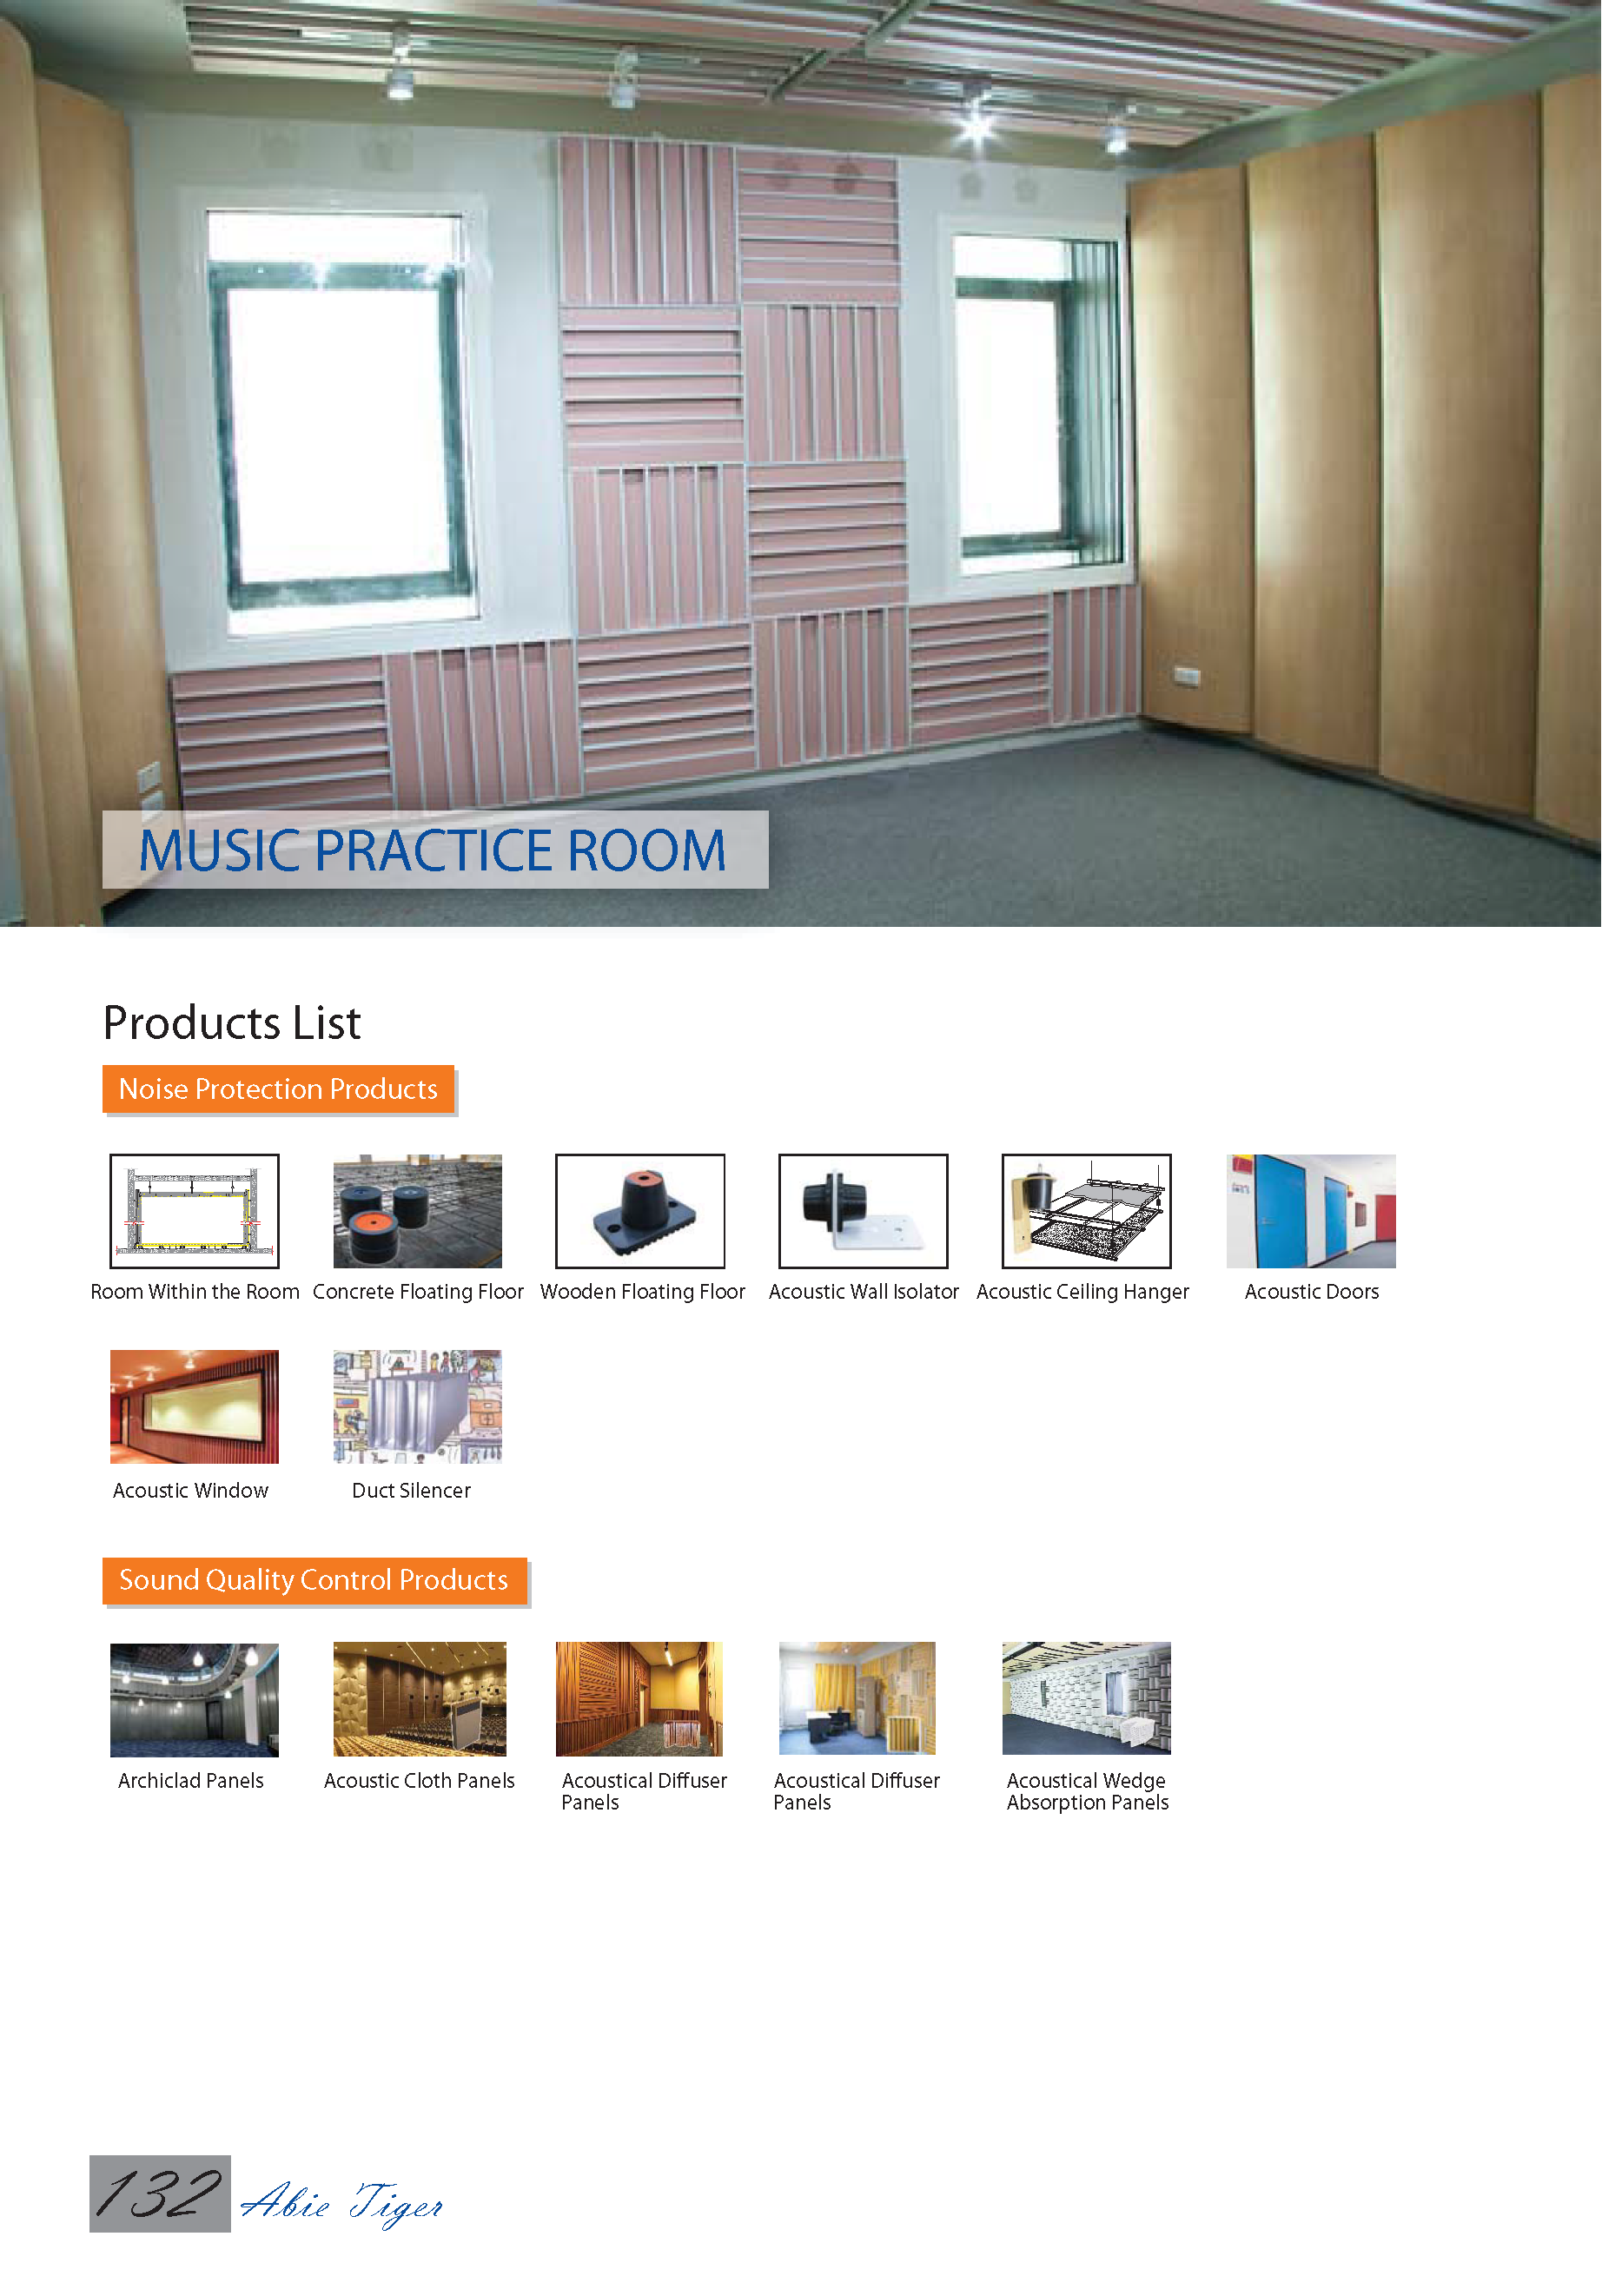 MUSIC PRACTICE ROOM
Products List
Noise Protection Products
Room Within the Room
Concrete Floating Floor
Wooden Floating Floor
Acoustic Wall Isolator
Acoustic Ceiling Hanger
Acoustic Doors
Acoustic Window
Duct Silencer
Sound Quality Control Products
Archiclad Panels
Acoustic Cloth Panels
Acoustical Diffuser
Panels
Acoustical Diffuser
Panels
Acoustical Wedge
Absorption Panels
132
Abie Tiger